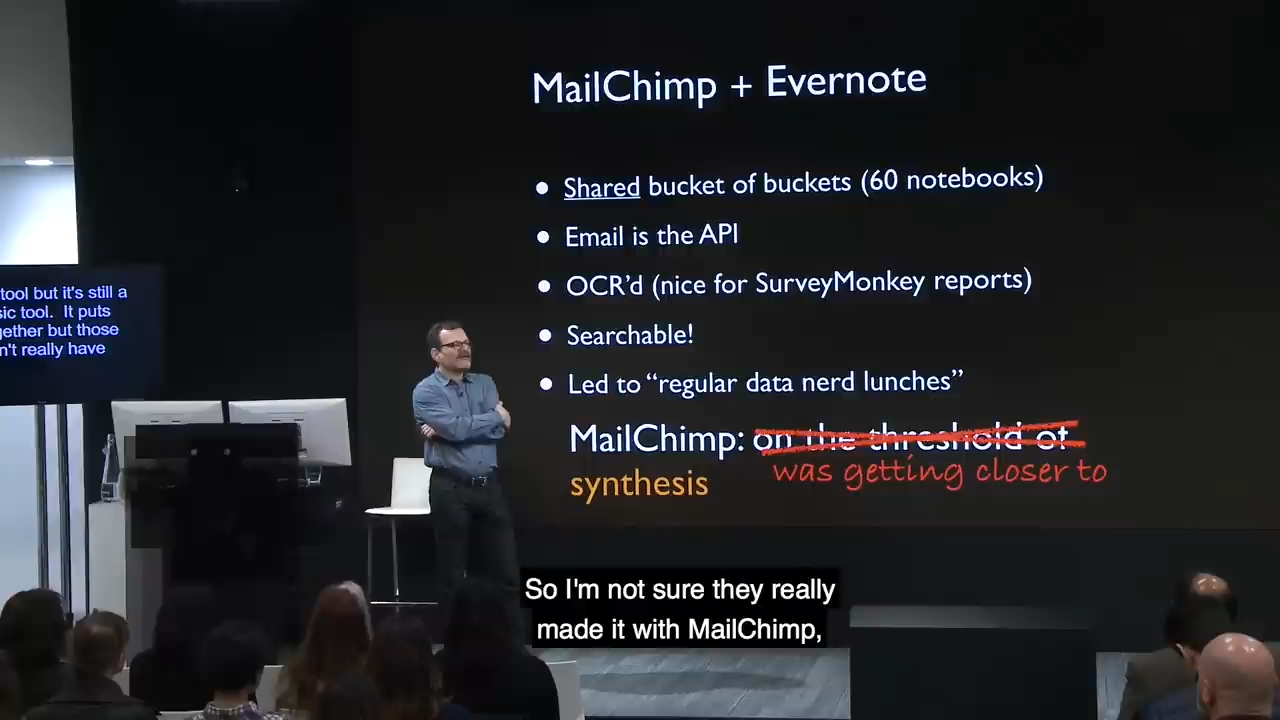 MailChimp + Evernote
Shared bucket of buckets (60 notebooks)
Email is the API
OCR'd (nice for SurveyMonkey reports)
Searchable!
Led to “regular data nerd lunches”
MailChimp: on the threshold of
was getting closer to
synthesis
tool but it's still a
sic tool. It puts
gether but those
n't really have
So I'm not sure they really
made it with MailChimp,